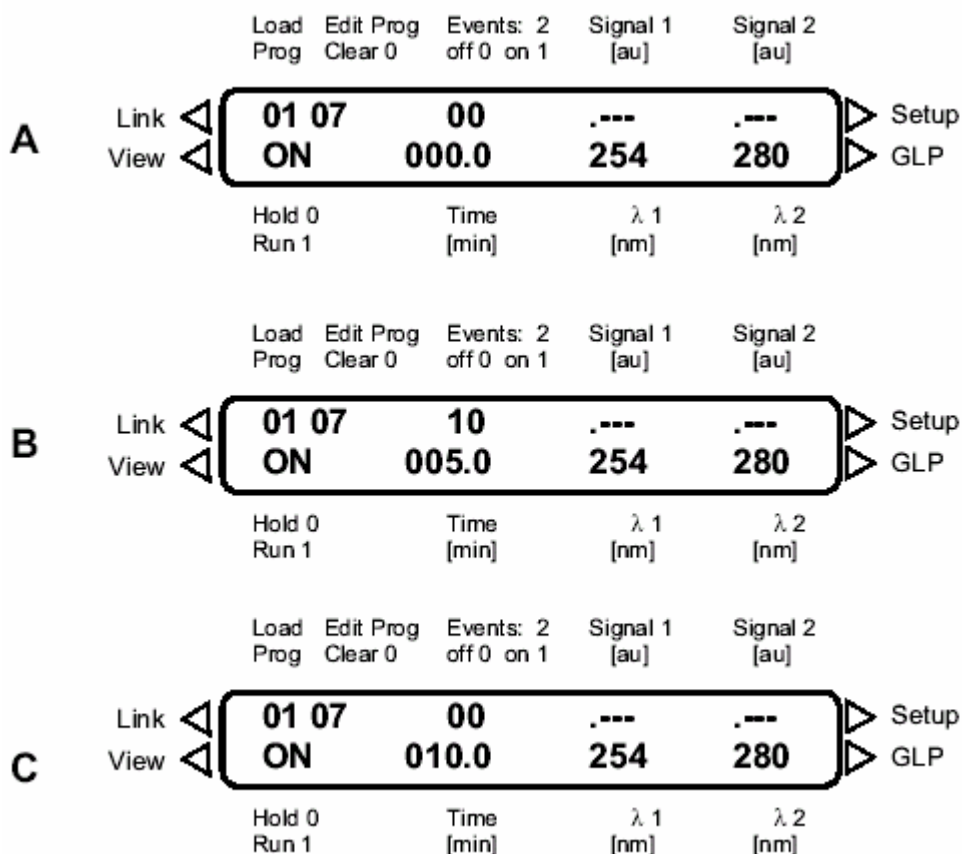 Load Edit Prog Events: 2 Signal 1 Signal 2
Prog Clear 0 off 0 on 1 [au] [au]
A
Link 01 07 00 .--- .--- Setup
View ON 000.0 254 280 GLP
Hold 0 Time λ 1 λ 2
Run 1 [min] [nm] [nm]
Load Edit Prog Events: 2 Signal 1 Signal 2
Prog Clear 0 off 0 on 1 [au] [au]
B
Link 01 07 10 .--- .--- Setup
View ON 005.0 254 280 GLP
Hold 0 Time λ 1 λ 2
Run 1 [min] [nm] [nm]
Load Edit Prog Events: 2 Signal 1 Signal 2
Prog Clear 0 off 0 on 1 [au] [au]
C
Link 01 07 00 .--- .--- Setup
View ON 010.0 254 280 GLP
Hold 0 Time λ 1 λ 2
Run 1 [min] [nm] [nm]